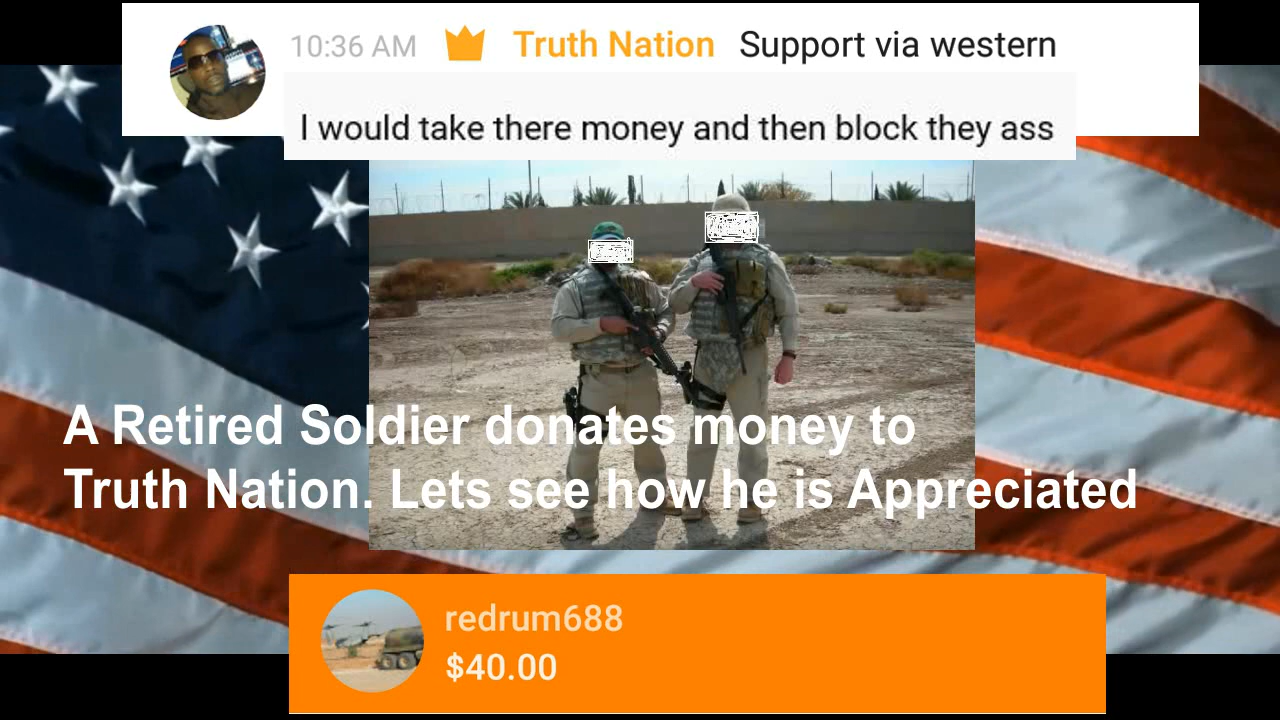 10:36 AM Truth Nation Support via western
I would take there money and then block they ass
A Retired Soldier donates money to
Truth Nation. Lets see how he is Appreciated
redrum688
$40.00